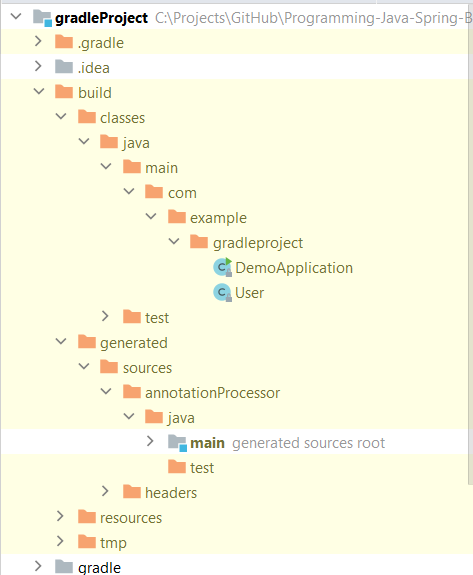 gradleProject C:\Projects\GitHub\Programming-Java-Spring-B
.gradle
.idea
build
classes
java
main
com
example
gradleproject
DemoApplication
User
test
generated
sources
annotationProcessor
java
main generated sources root
test
headers
resources
tmp
gradle